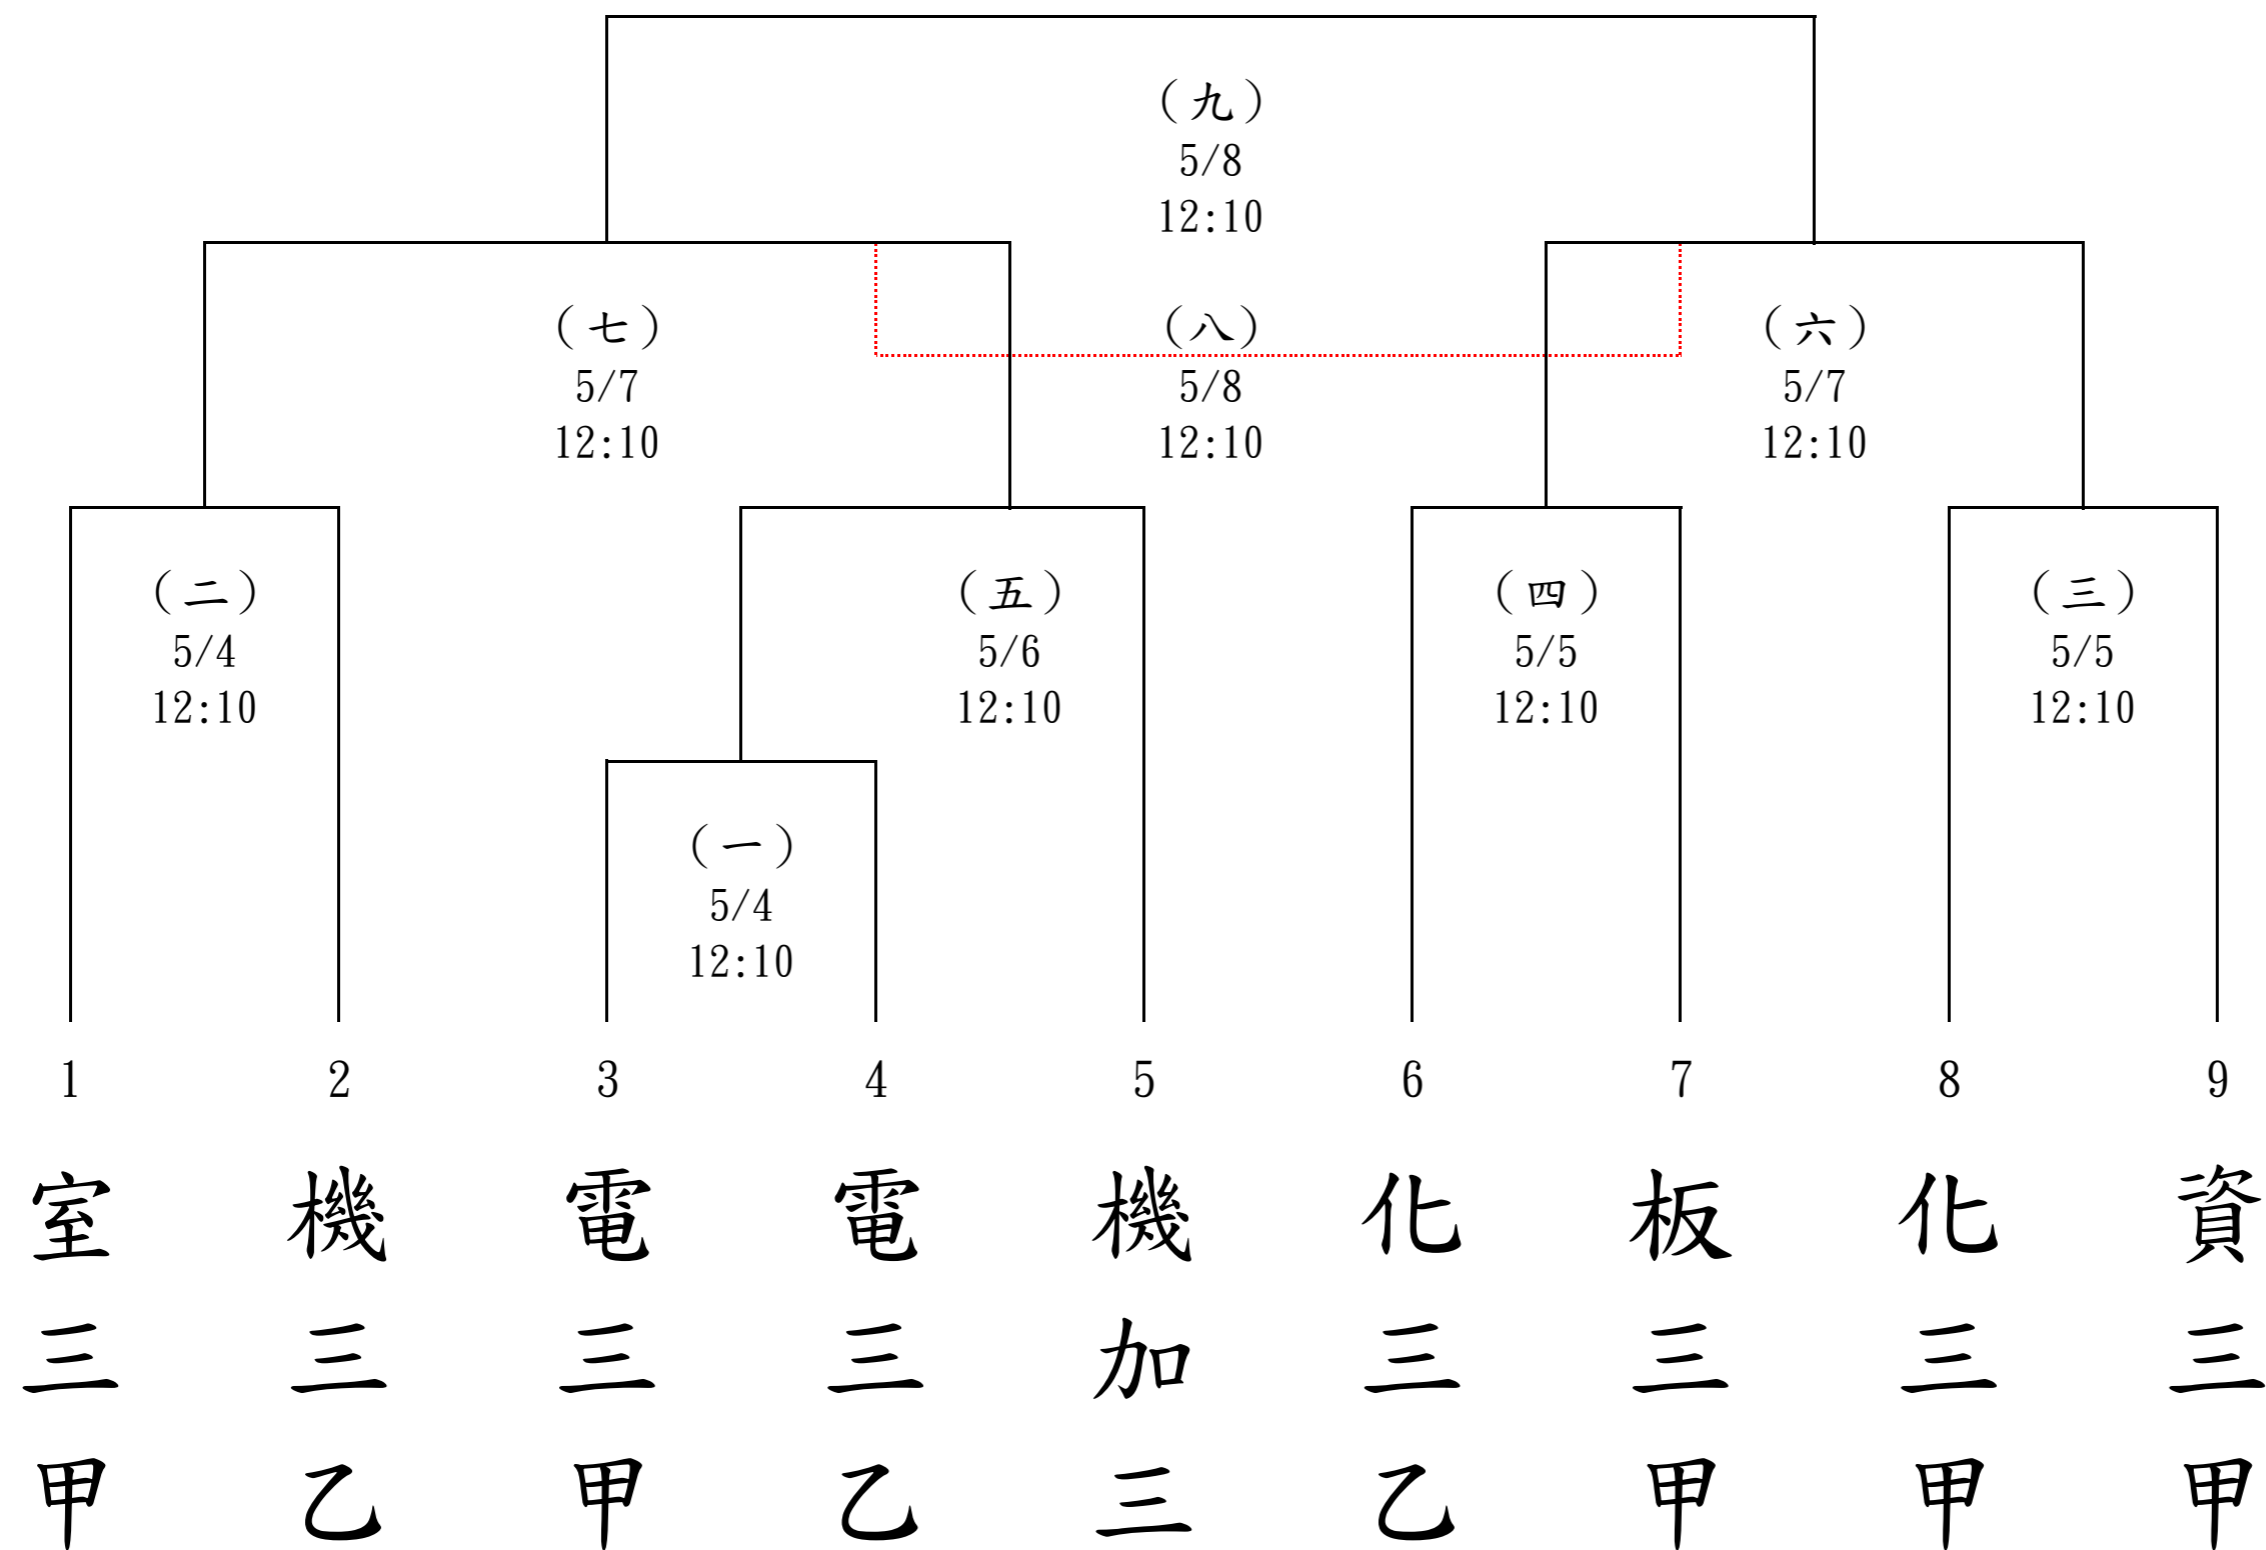 （九）
5/8
12:10
（七）
5/7
12:10
（八）
5/8
12:10
（六）
5/7
12:10
（二）
5/4
12:10
（五）
5/6
12:10
（四）
5/5
12:10
（三）
5/5
12:10
（一）
5/4
12:10
1 2 3 4 5 6 7 8 9
室三甲
機三乙
電三甲
電三乙
機加三
化三乙
板三甲
化三甲
資三甲